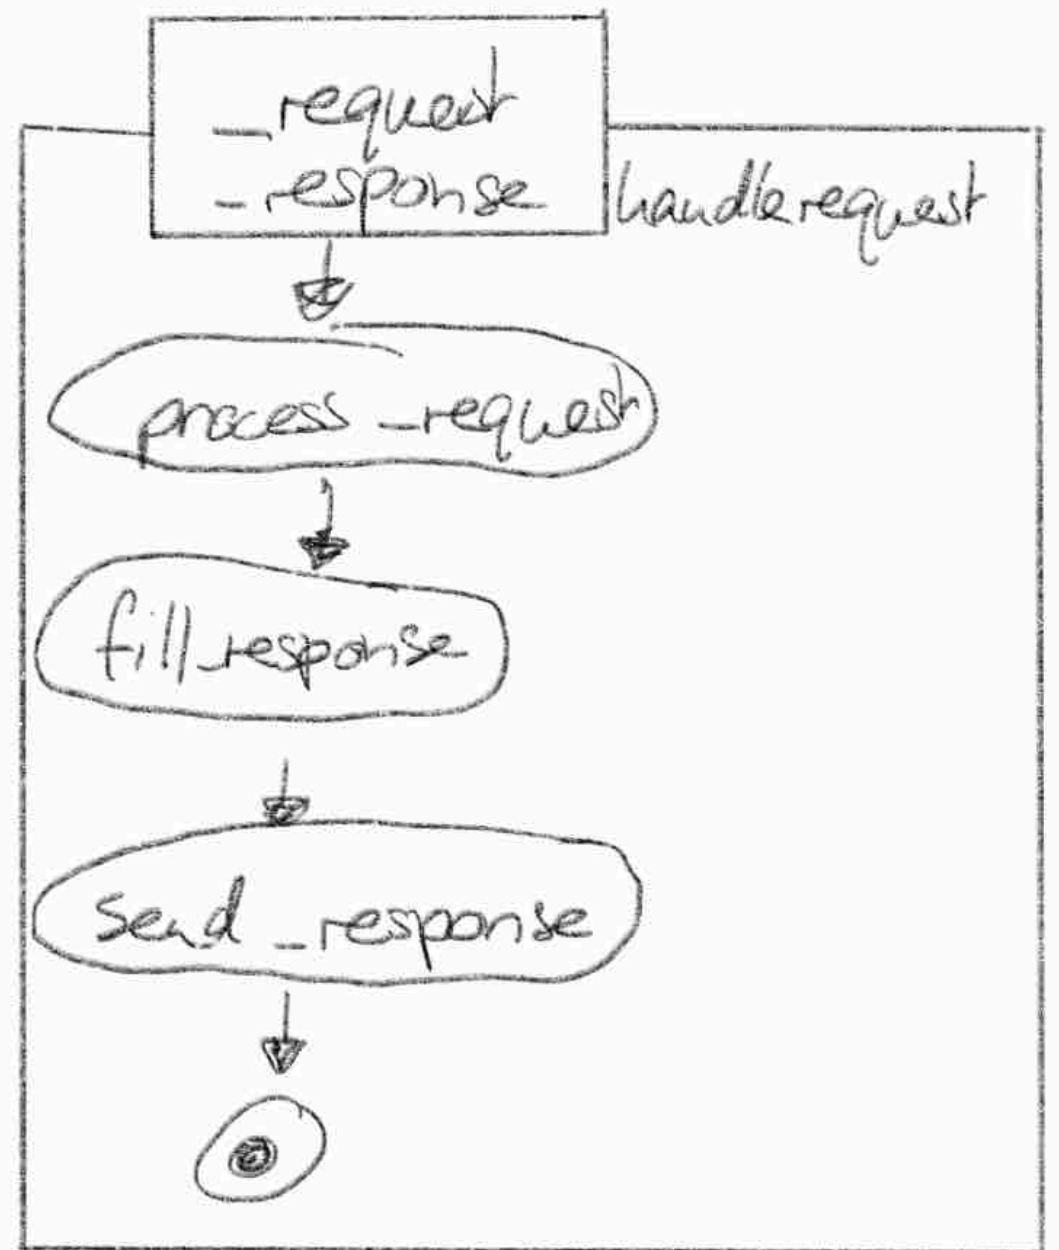 _request
_response
handlerequest
process_request
fill_response
send_response